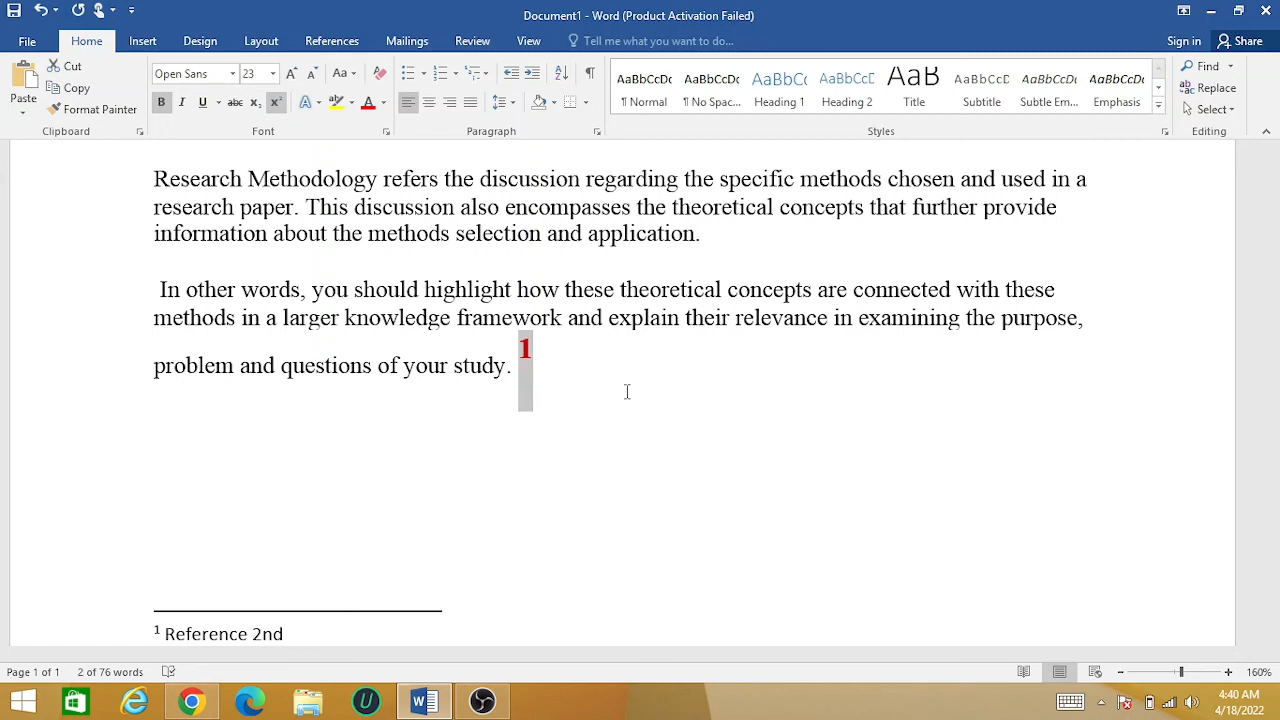 Document1 - Word (Product Activation Failed)
File Home Insert Design Layout References Mailings Review View Tell me what you want to do... Sign in Share
Paste Cut Copy Format Painter
Open Sans 23 Aa
B I U abc x₂ x² A A
AaBbCcDc AaBbCcDc AaBbCc AaBbCcDc AaB AaBbCcD AaBbCcDc AaBbCcDc
¶ Normal ¶ No Spac... Heading 1 Heading 2 Title Subtitle Subtle Em... Emphasis
Find Replace Select
Clipboard Font Paragraph Styles Editing
Research Methodology refers the discussion regarding the specific methods chosen and used in a
research paper. This discussion also encompasses the theoretical concepts that further provide
information about the methods selection and application.
In other words, you should highlight how these theoretical concepts are connected with these
methods in a larger knowledge framework and explain their relevance in examining the purpose,
problem and questions of your study. 1
1 Reference 2nd
Page 1 of 1 2 of 76 words 160%
4:40 AM
4/18/2022